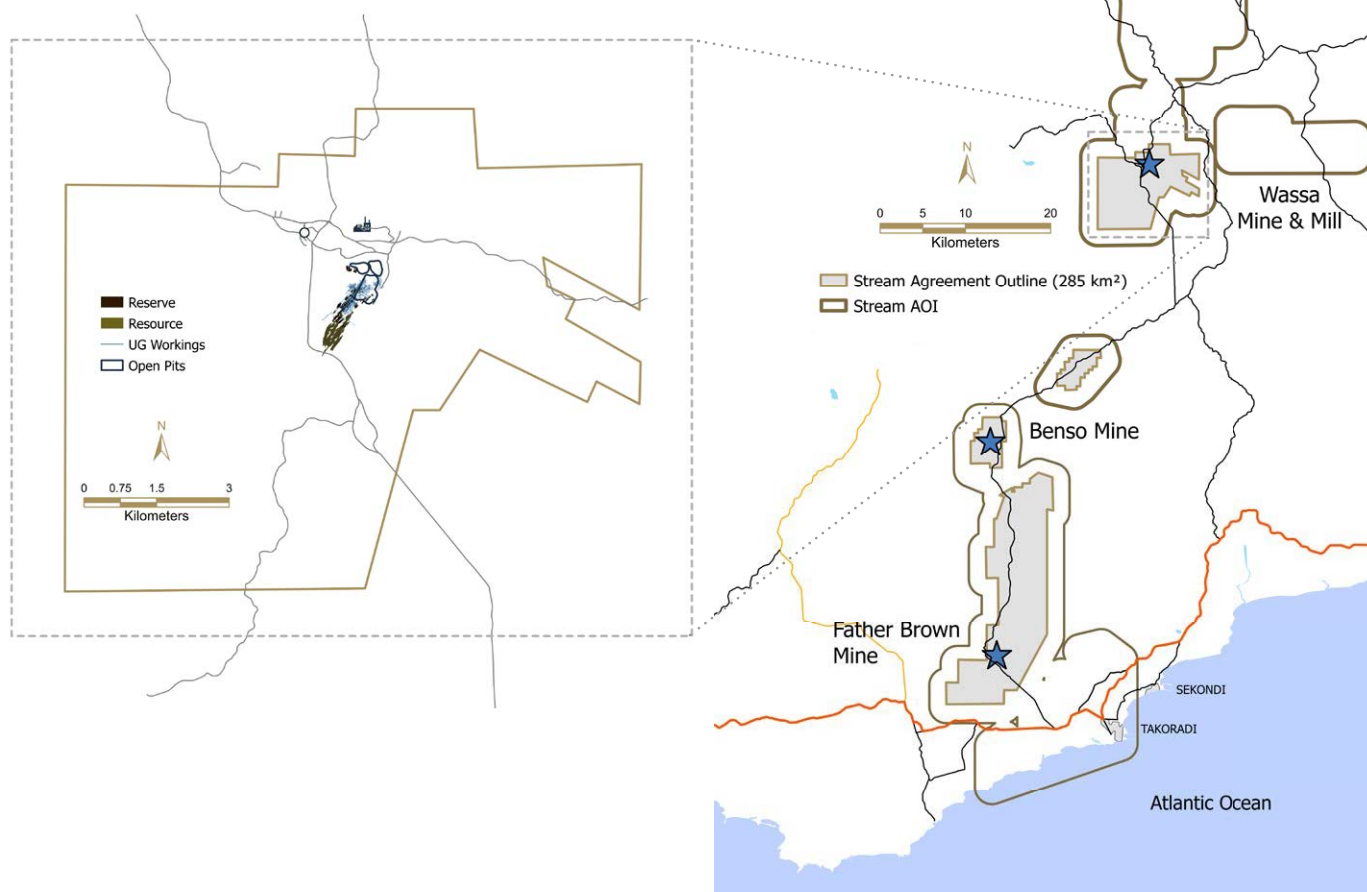 Reserve
Resource
UG Workings
Open Pits
N
0 0.75 1.5 3
Kilometers
N
0 5 10 20
Kilometers
Wassa
Mine & Mill
Stream Agreement Outline (285 km²)
Stream AOI
Benso Mine
Father Brown
Mine
SEKONDI
TAKORADI
Atlantic Ocean